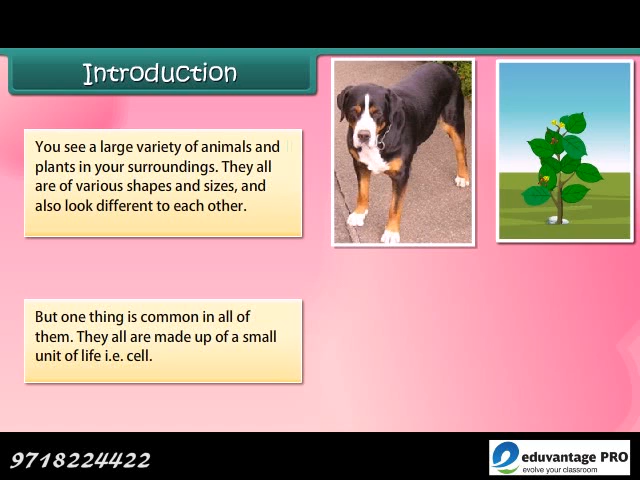 Introduction
You see a large variety of animals and
plants in your surroundings. They all
are of various shapes and sizes, and
also look different to each other.
But one thing is common in all of
them. They all are made up of a small
unit of life i.e. cell.
9718224422
eduvantage PRO
evolve your classroom